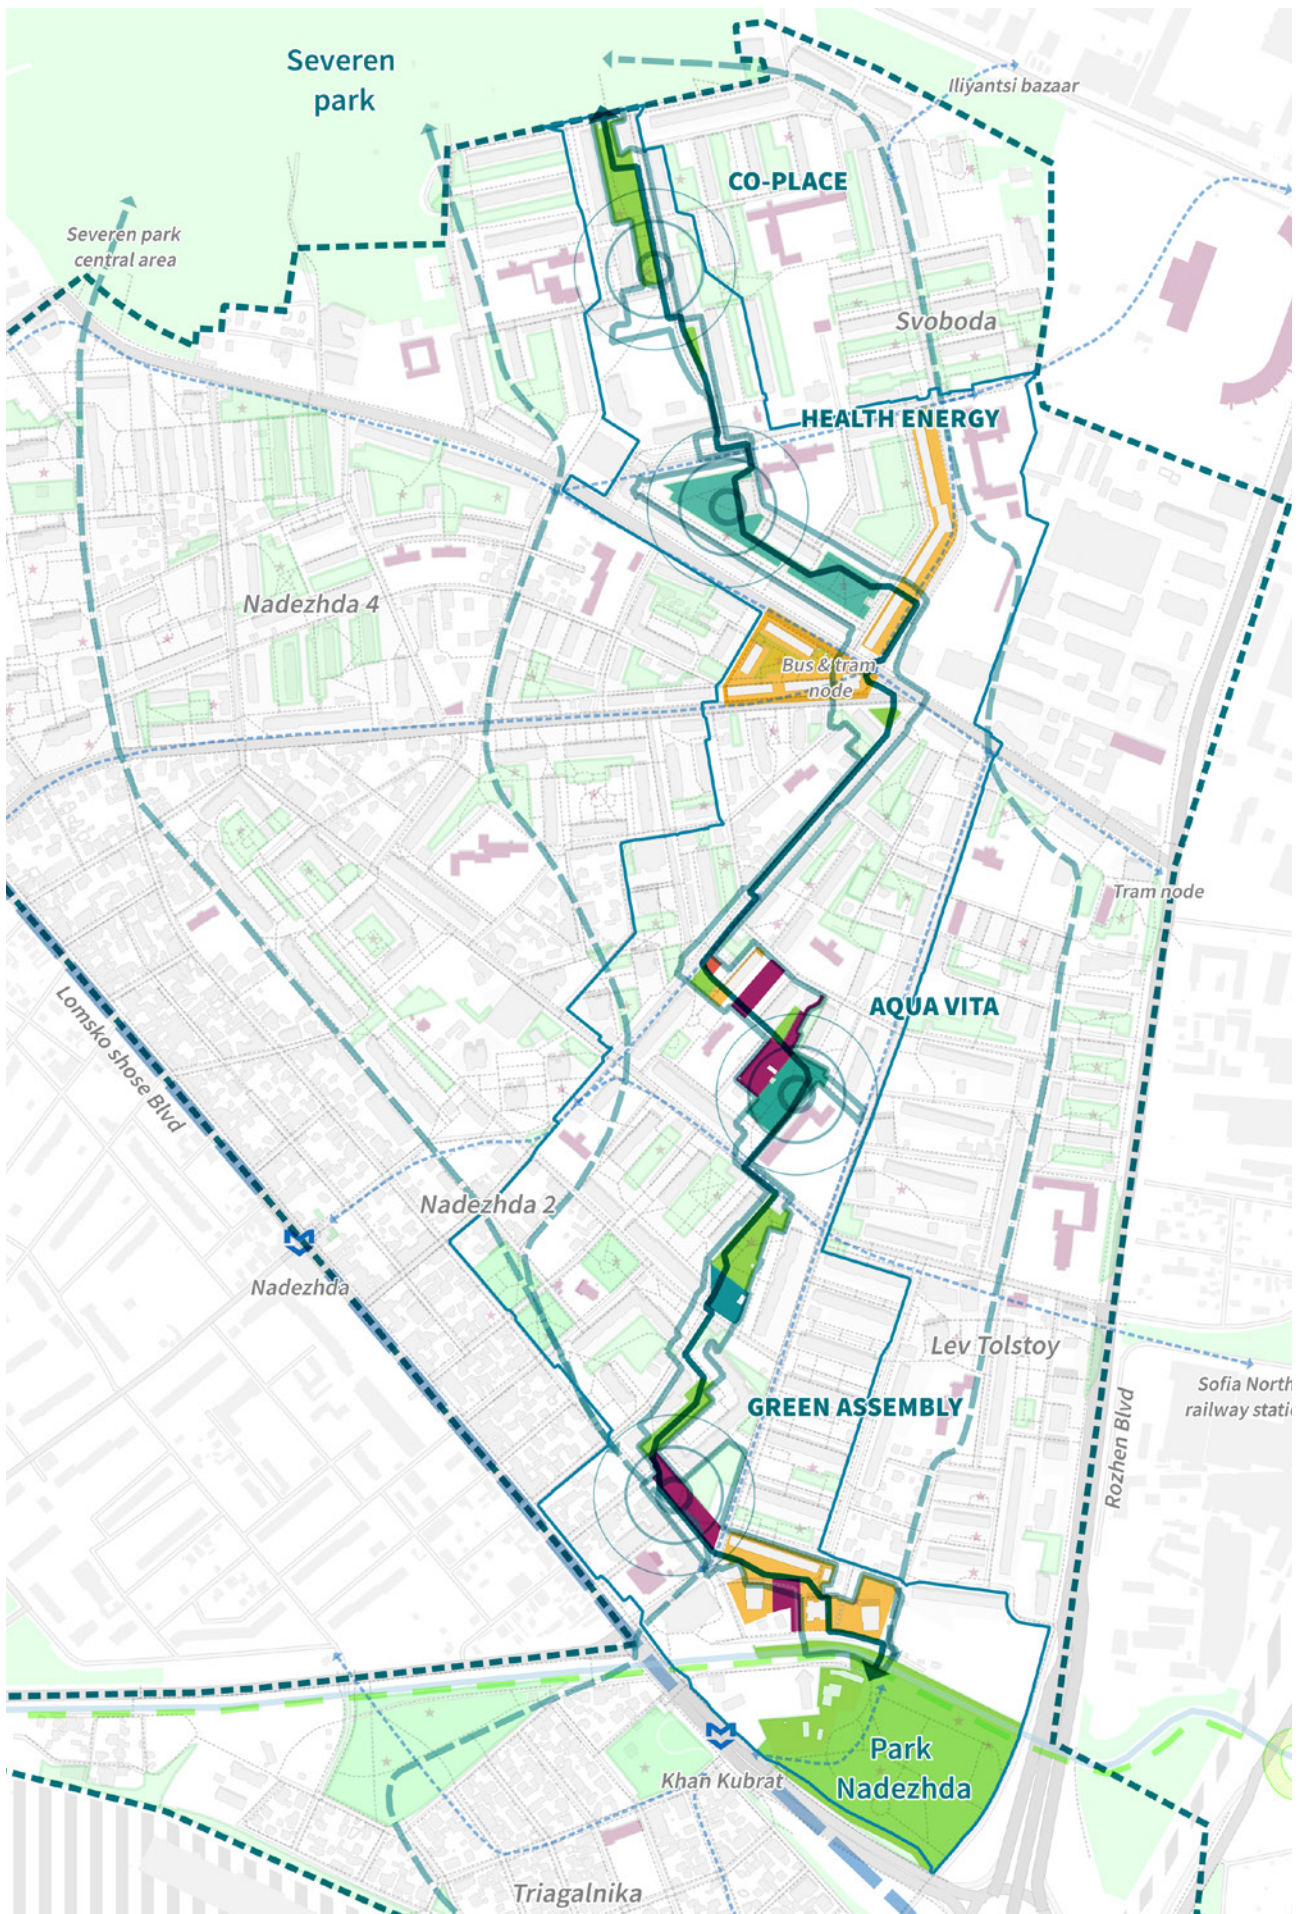 Severen
park
Iliyantsi bazaar
CO-PLACE
Severen park
central area
Svoboda
HEALTH ENERGY
Nadezhda 4
Bus & tram
node
Tram node
Lomsko shose Blvd
AQUA VITA
Nadezhda 2
Nadezhda
Lev Tolstoy
Sofia North
railway static
Rozhen Blvd
GREEN ASSEMBLY
Park
Nadezhda
Khan Kubrat
Triagalnika